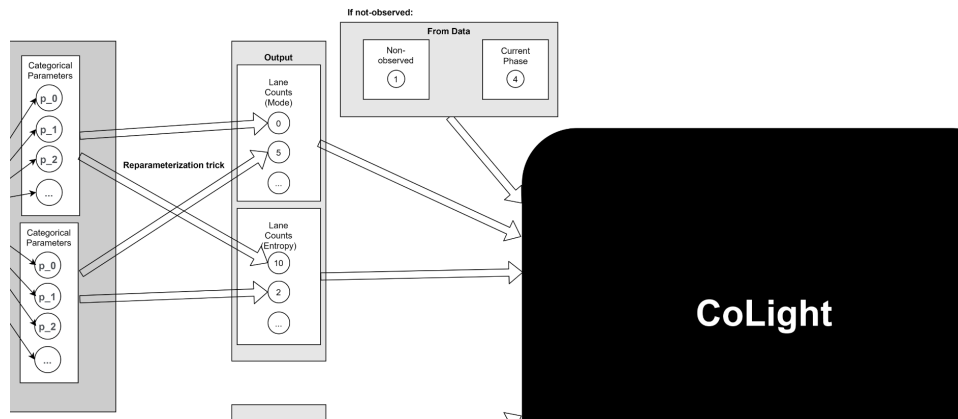 If not-observed:
From Data
Non-
observed
1
Current
Phase
4
Categorical
Parameters
p_0
p_1
p_2
...
Categorical
Parameters
p_0
p_1
p_2
...
Reparameterization trick
Output
Lane
Counts
(Mode)
0
5
...
Lane
Counts
(Entropy)
10
2
...
CoLight